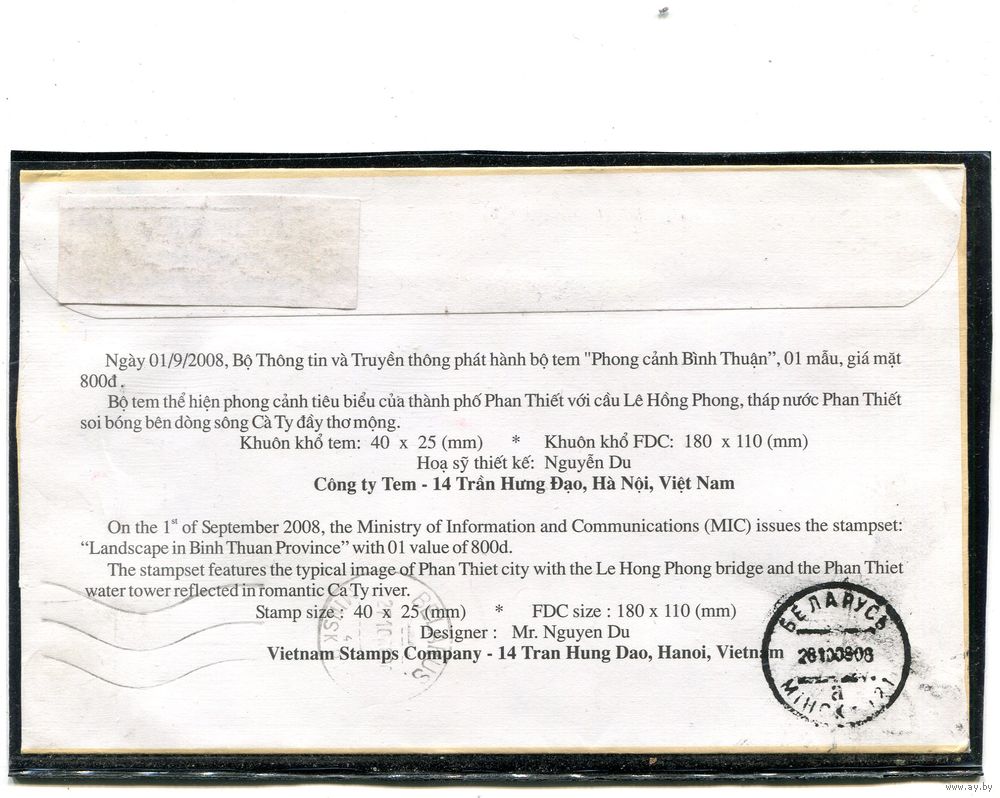 Ngày 01/9/2008, Bộ Thông tin và Truyền thông phát hành bộ tem "Phong cảnh Bình Thuận”, 01 mẫu, giá mặt
800đ .
Bộ tem thể hiện phong cảnh tiêu biểu của thành phố Phan Thiết với cầu Lê Hồng Phong, tháp nước Phan Thiết
soi bóng bên dòng sông Cà Ty đầy thơ mộng.
Khuôn khổ tem: 40 x 25 (mm) * Khuôn khổ FDC: 180 x 110 (mm)
Hoạ sỹ thiết kế: Nguyễn Du
Công ty Tem - 14 Trần Hưng Đạo, Hà Nội, Việt Nam
On the 1st of September 2008, the Ministry of Information and Communications (MIC) issues the stampset:
“Landscape in Binh Thuan Province” with 01 value of 800d.
The stampset features the typical image of Phan Thiet city with the Le Hong Phong bridge and the Phan Thiet
water tower reflected in romantic Ca Ty river.
Stamp size : 40 x 25 (mm) * FDC size : 180 x 110 (mm)
Designer : Mr. Nguyen Du
Vietnam Stamps Company - 14 Tran Hung Dao, Hanoi, Vietnam
БЕЛАРУСЬ
а
МІНСК
www.ay.by